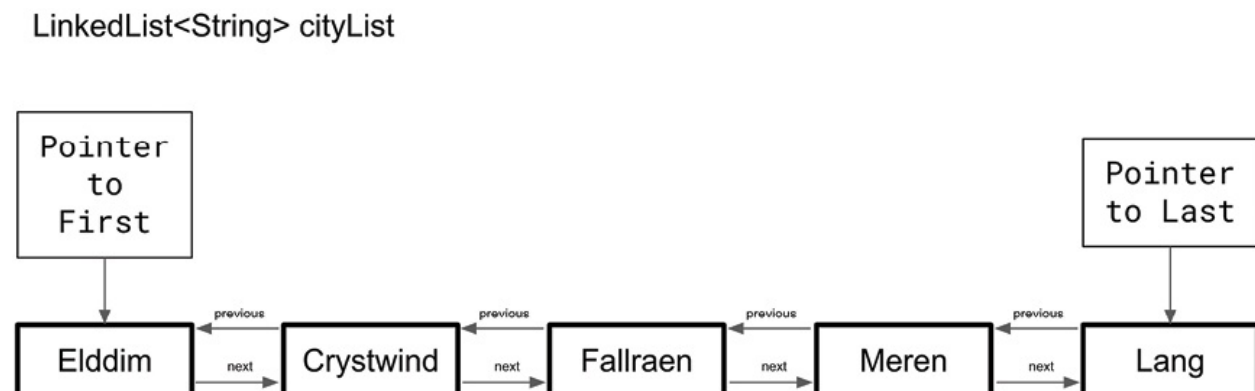 LinkedList<String> cityList
Pointer
to
First
Pointer
to Last
previous
previous
previous
previous
Elddim
next
Crystwind
next
Fallraen
next
Meren
next
Lang